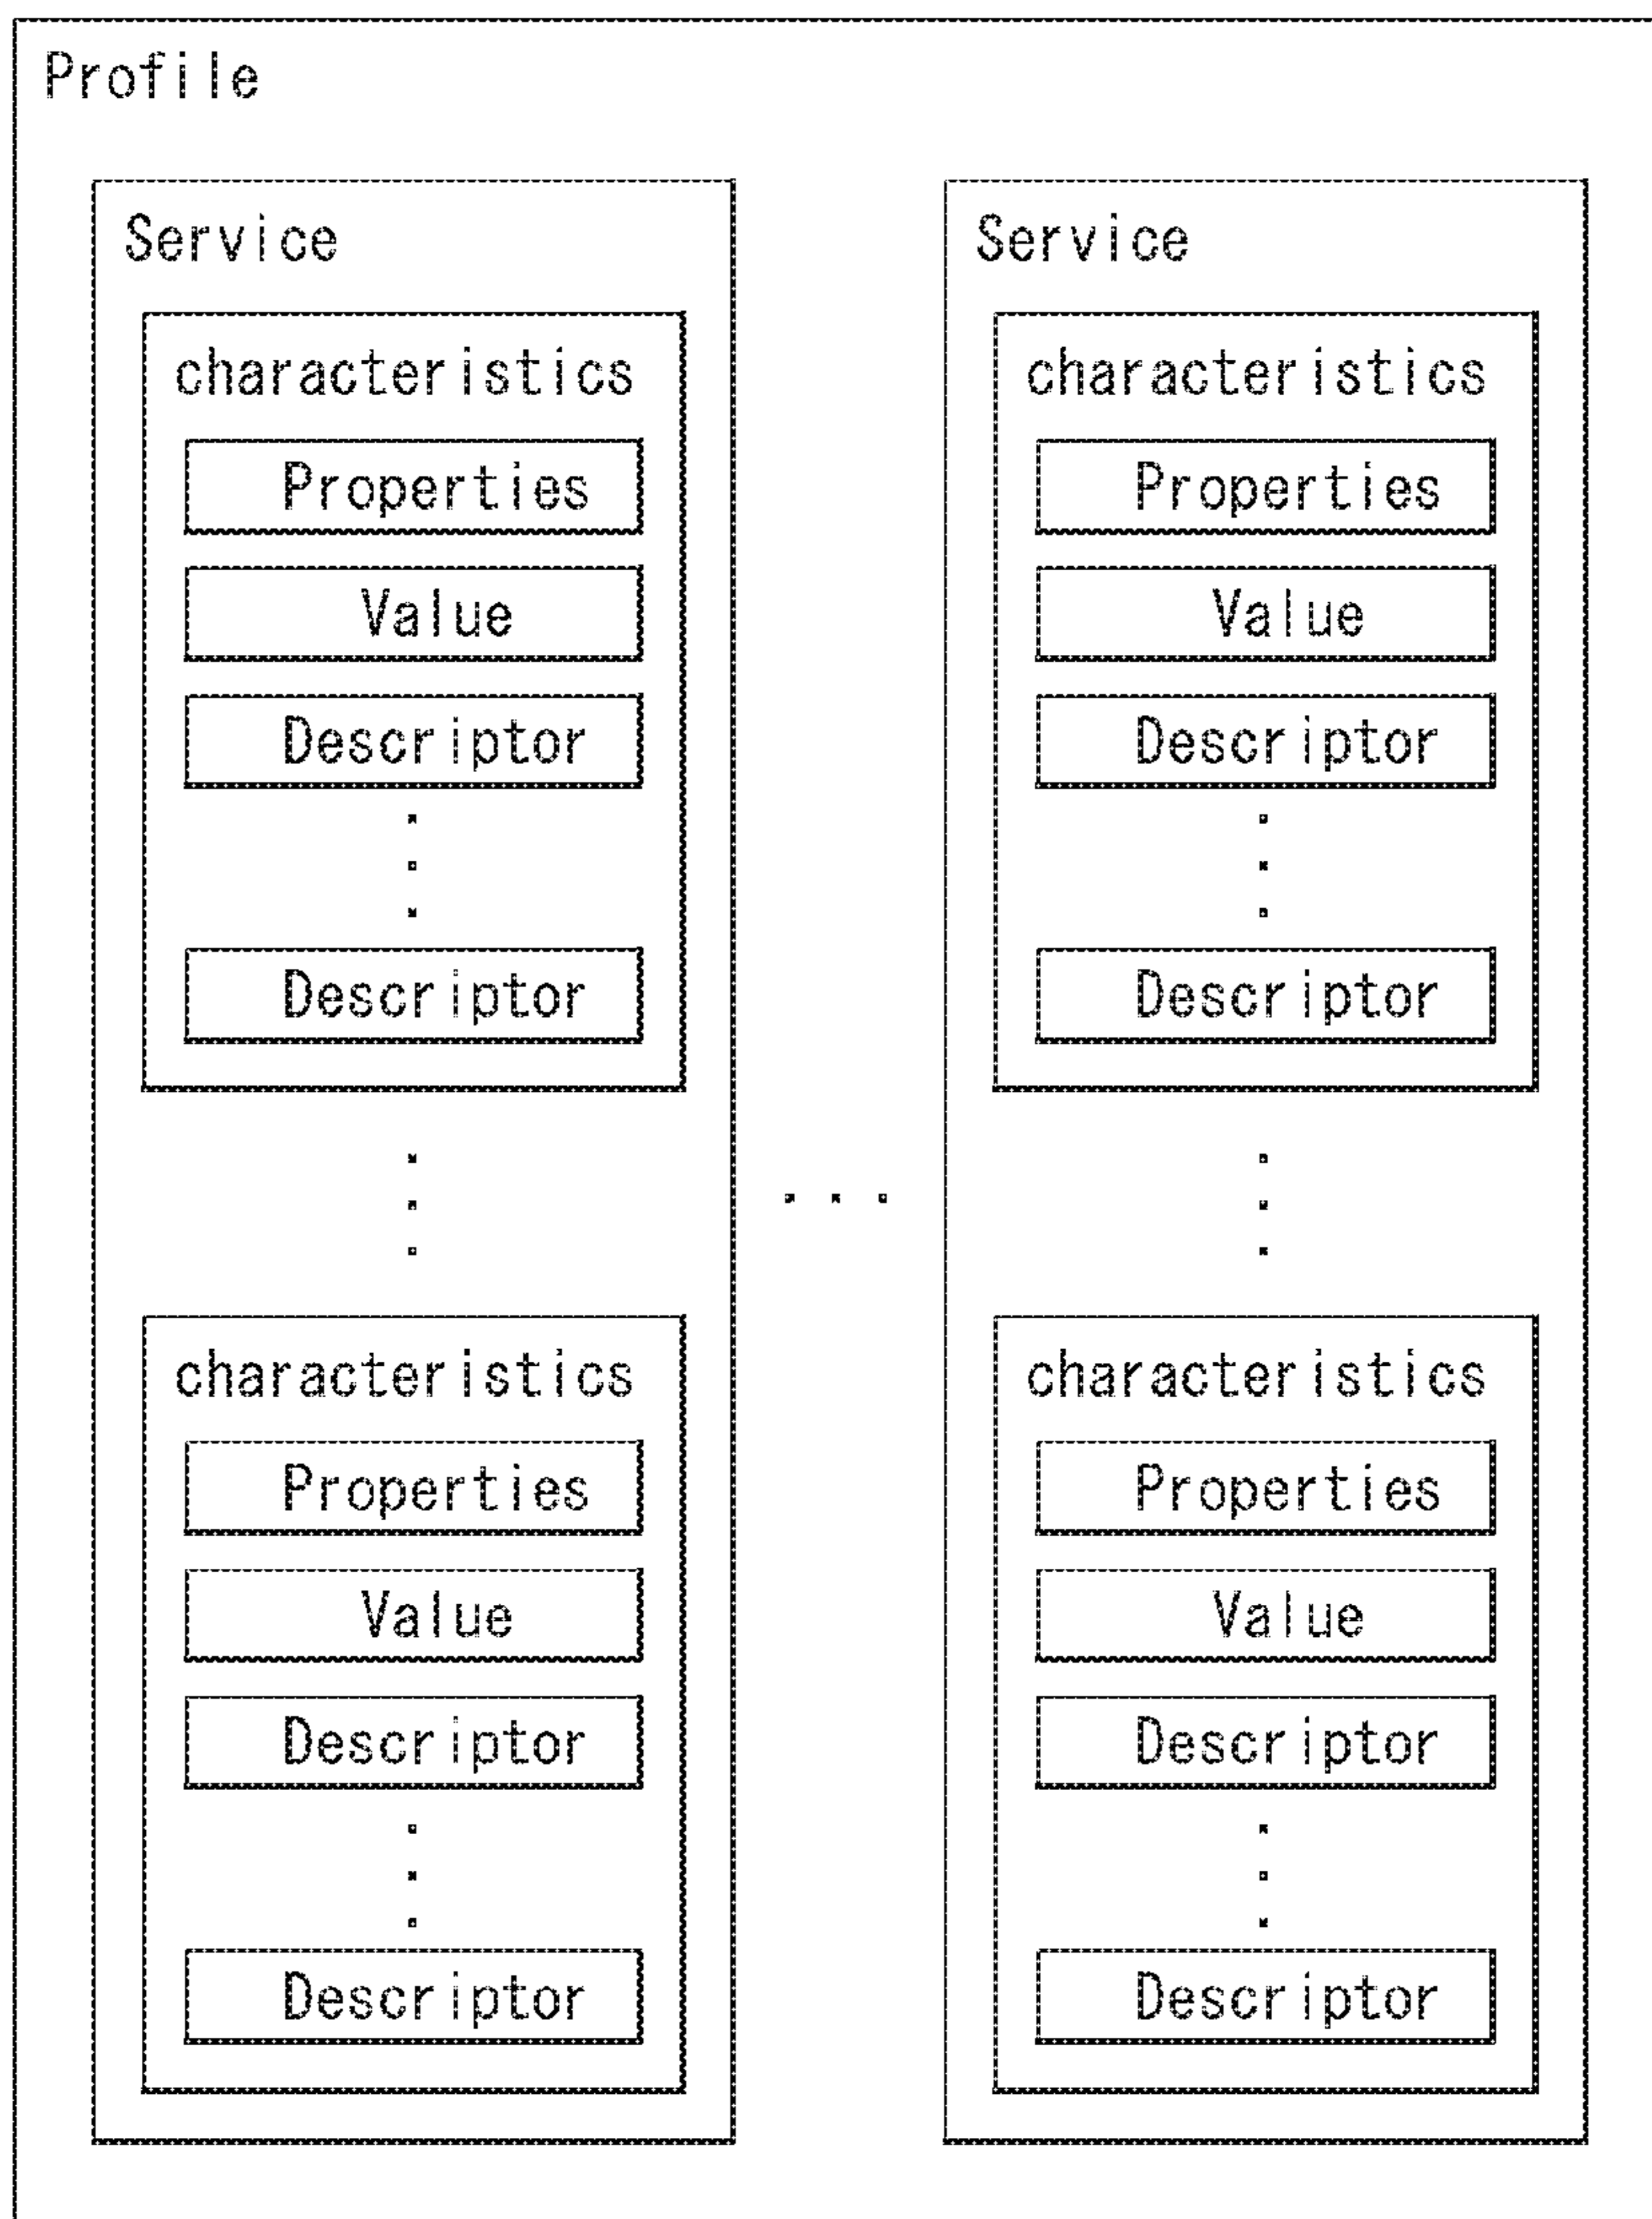 Profile
Service
characteristics
Properties
Value
Descriptor
Descriptor
characteristics
Properties
Value
Descriptor
Descriptor
Service
characteristics
Properties
Value
Descriptor
Descriptor
characteristics
Properties
Value
Descriptor
Descriptor